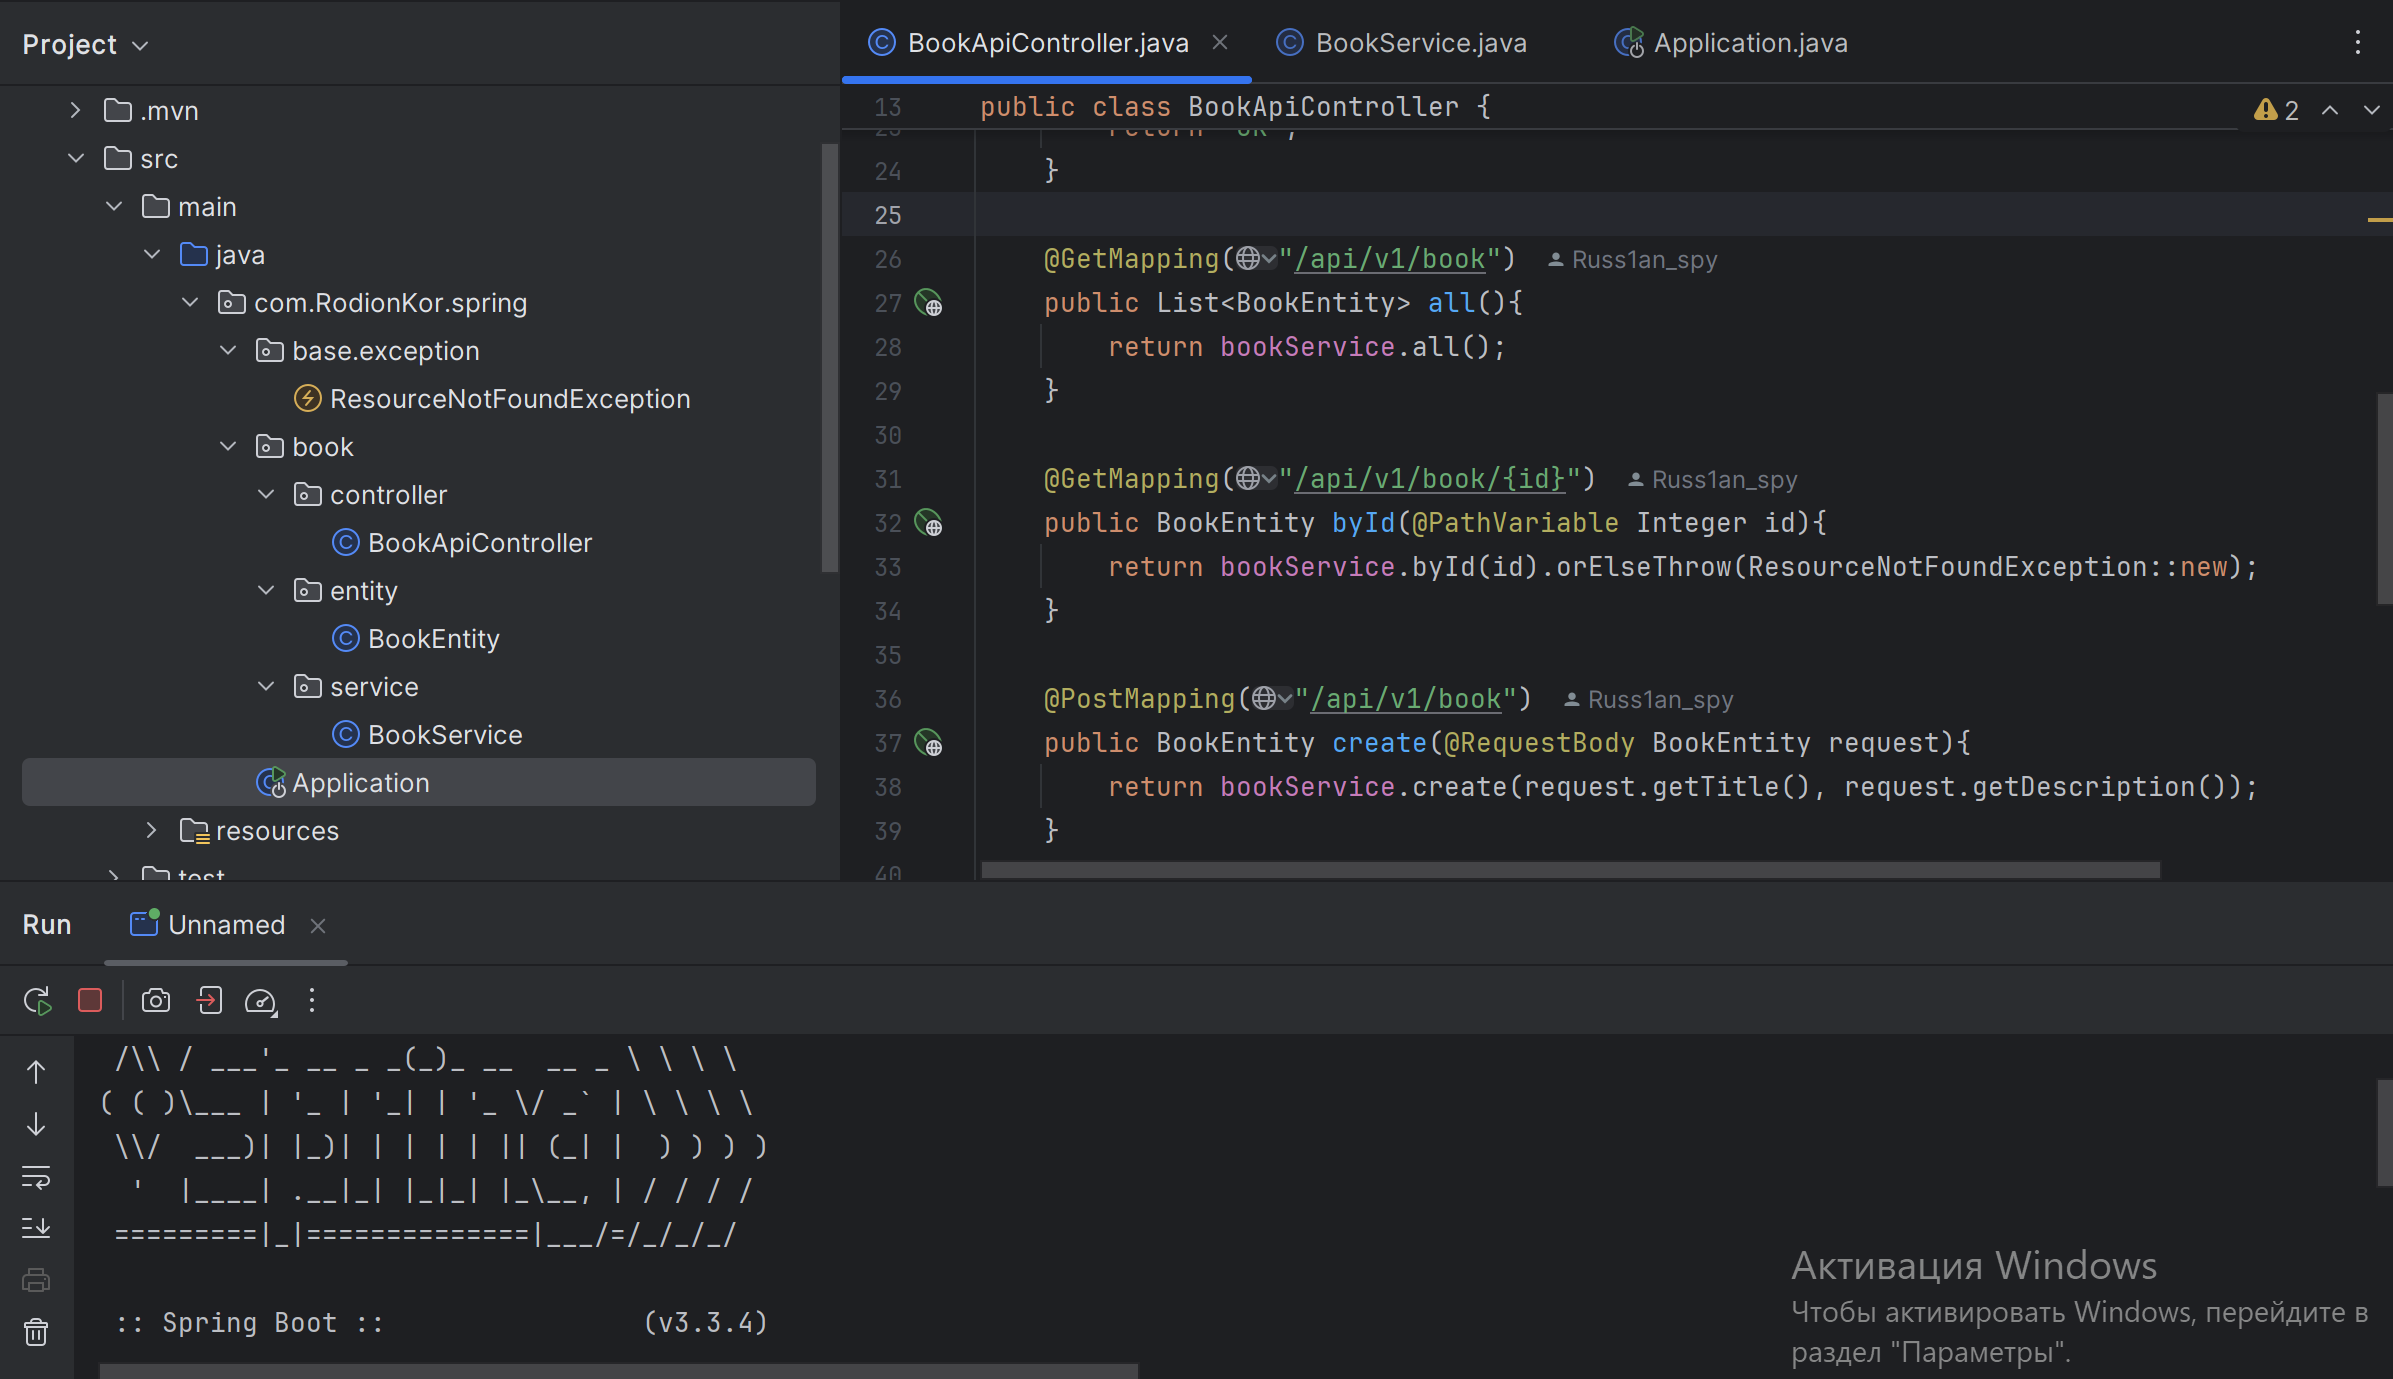 Project
BookApiController.java
BookService.java
Application.java
.mvn
src
main
java
com.RodionKor.spring
base.exception
ResourceNotFoundException
book
controller
BookApiController
entity
BookEntity
service
BookService
Application
resources
test
13 public class BookApiController {
2
23 return "ok";
24 }
25
26 @GetMapping("/api/v1/book") Russ1an_spy
27 public List<BookEntity> all(){
28 return bookService.all();
29 }
30
31 @GetMapping("/api/v1/book/{id}") Russ1an_spy
32 public BookEntity byId(@PathVariable Integer id){
33 return bookService.byId(id).orElseThrow(ResourceNotFoundException::new);
34 }
35
36 @PostMapping("/api/v1/book") Russ1an_spy
37 public BookEntity create(@RequestBody BookEntity request){
38 return bookService.create(request.getTitle(), request.getDescription());
39 }
40
Run
Unnamed
 /\\ / ___'_ __ _ _(_)_ __  __ _ \ \ \ \
( ( )\___ | '_ | '_| | '_ \/ _` | \ \ \ \
 \\/  ___)| |_)| | | | | || (_| |  ) ) ) )
  '  |____| .__|_| |_|_| |_\__, | / / / /
 =========|_|==============|___/=/_/_/_/
:: Spring Boot :: (v3.3.4)
Активация Windows
Чтобы активировать Windows, перейдите в
раздел "Параметры".